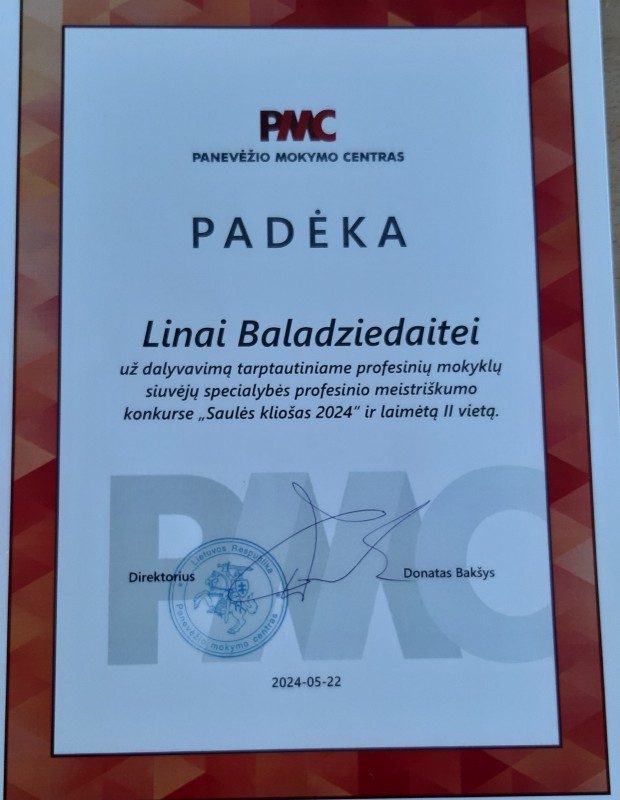 PMC
PANEVĖŽIO MOKYMO CENTRAS
PADĖKA
Linai Baladziedaitei
už dalyvavimą tarptautiniame profesinių mokyklų
siuvėjų specialybės profesinio meistriškumo
konkurse „Saulės kliošas 2024“ ir laimėtą II vietą.
PMC
Direktorius
Lietuvos Respublika
Panevėžio mokymo centras
Donatas Bakšys
2024-05-22